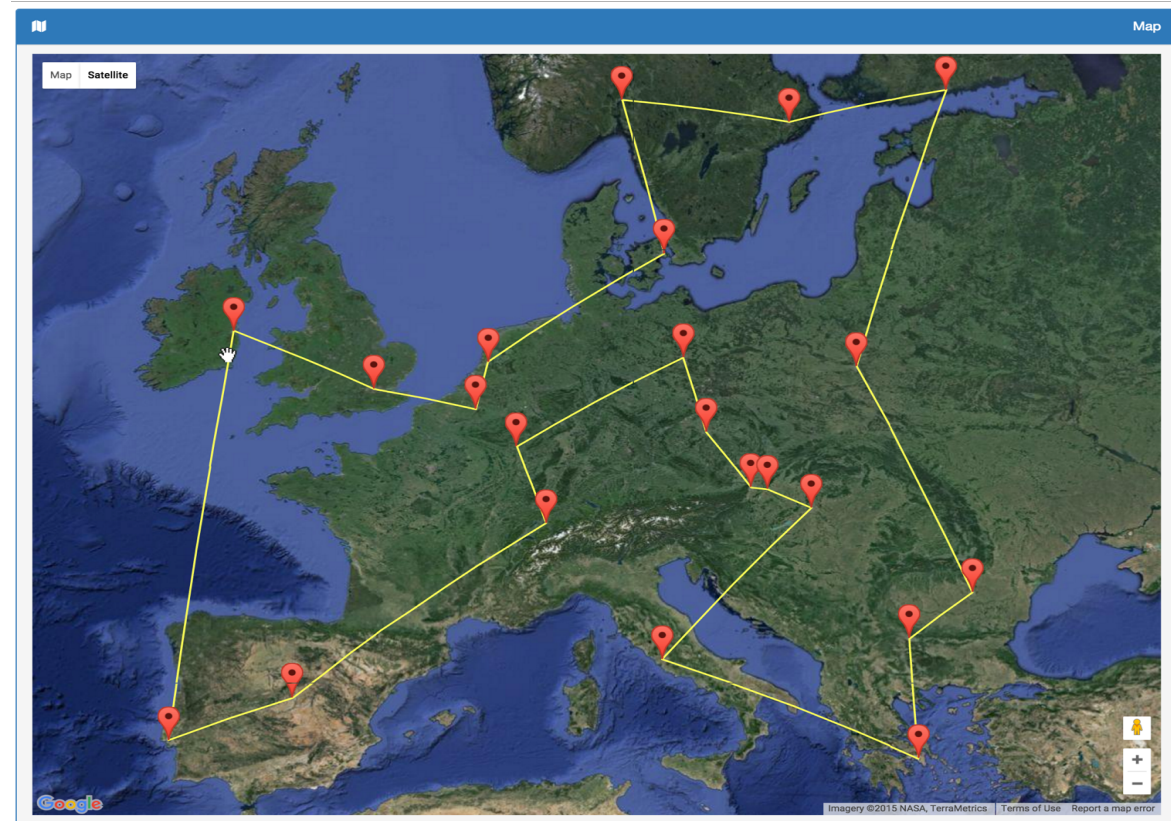 Map
Map Satellite
Google
Imagery ©2015 NASA, TerraMetrics Terms of Use Report a map error